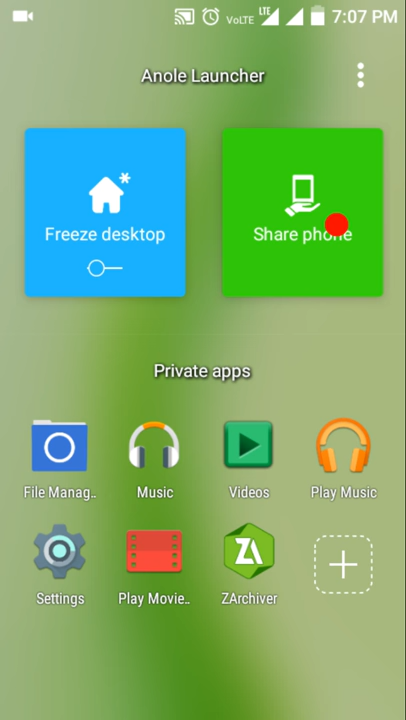 VoLTE LTE 7:07 PM
Anole Launcher
Freeze desktop
Share phone
Private apps
File Manag..
Music
Videos
Play Music
Settings
Play Movie..
ZA
ZArchiver